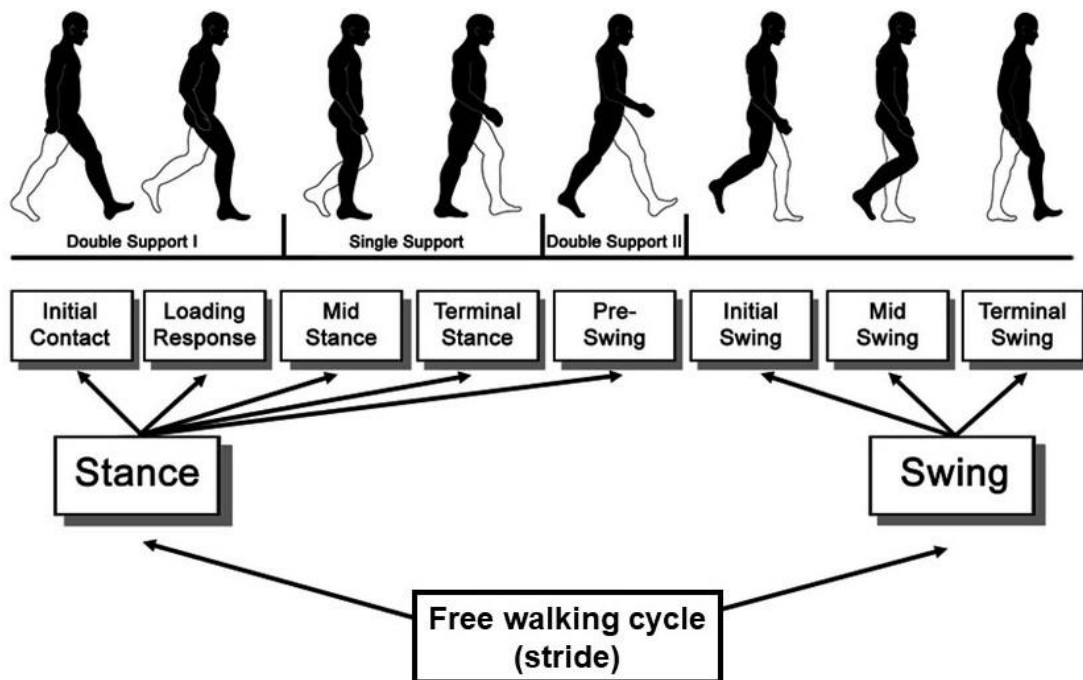 Double Support I
Single Support
Double Support II
Initial
Contact
Loading
Response
Mid
Stance
Terminal
Stance
Pre-
Swing
Initial
Swing
Mid
Swing
Terminal
Swing
Stance
Swing
Free walking cycle
(stride)